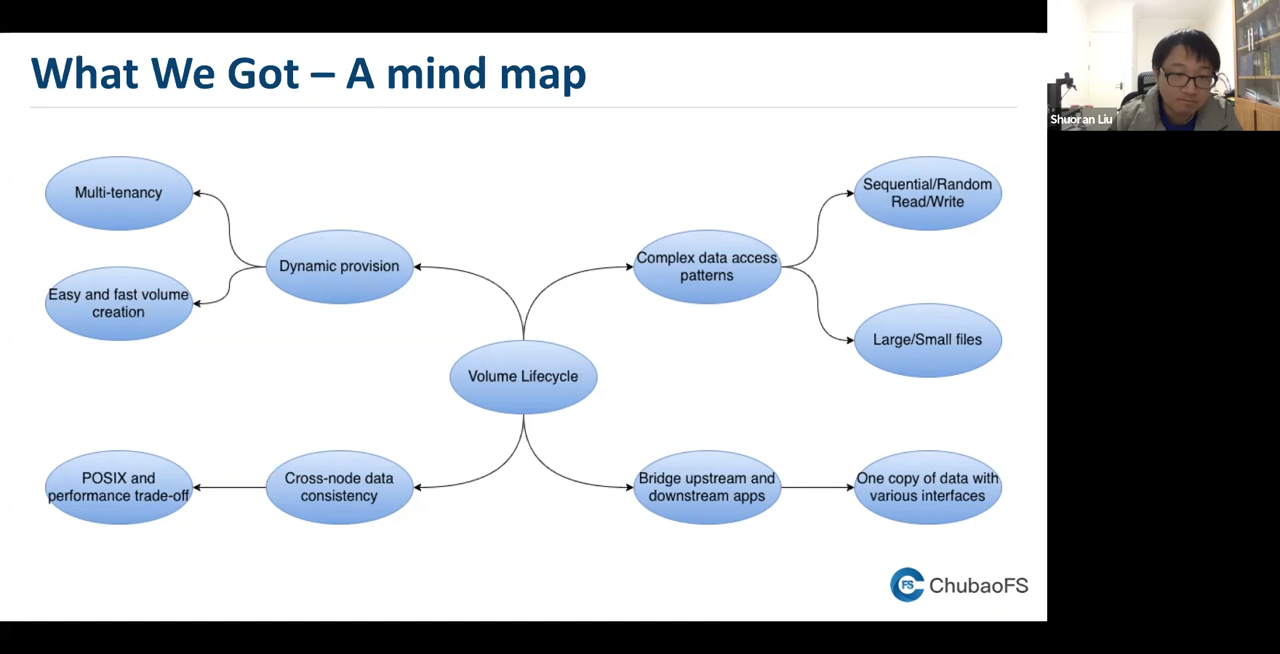 What We Got – A mind map
Shuoran Liu
Multi-tenancy
Easy and fast volume
creation
Dynamic provision
Complex data access
patterns
Sequential/Random
Read/Write
Large/Small files
Volume Lifecycle
POSIX and
performance trade-off
Cross-node data
consistency
Bridge upstream and
downstream apps
One copy of data with
various interfaces
FS
ChubaoFS